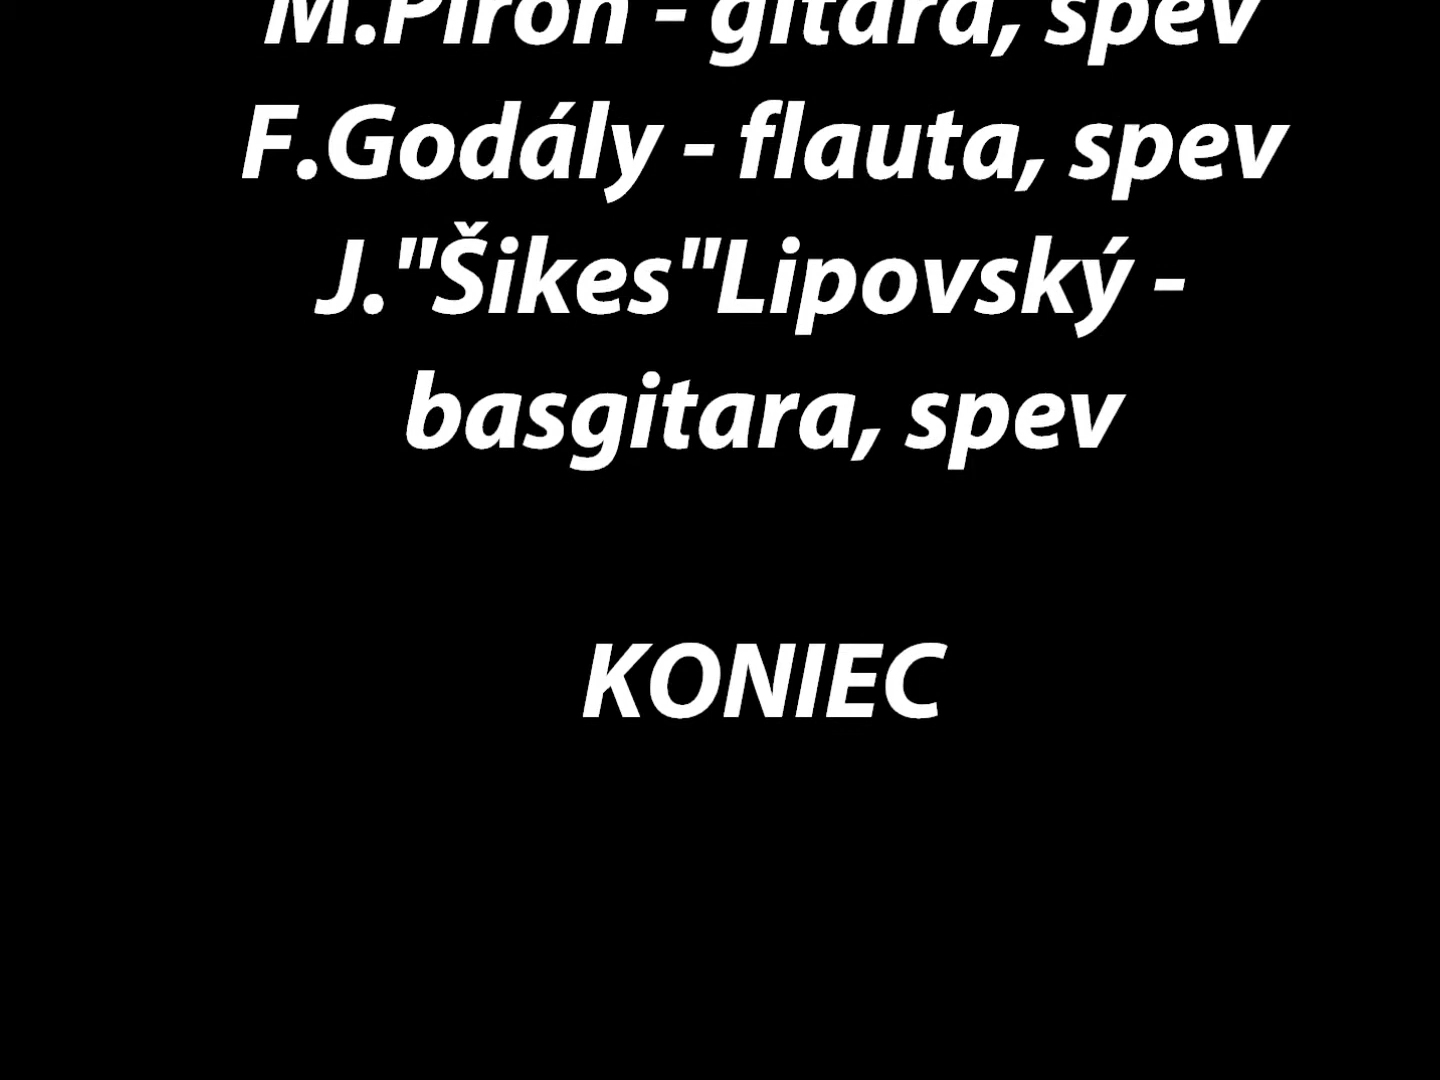 M.Piroh - gitara, spev
F.Godály - flauta, spev
J."Šikes"Lipovský -
basgitara, spev
KONIEC